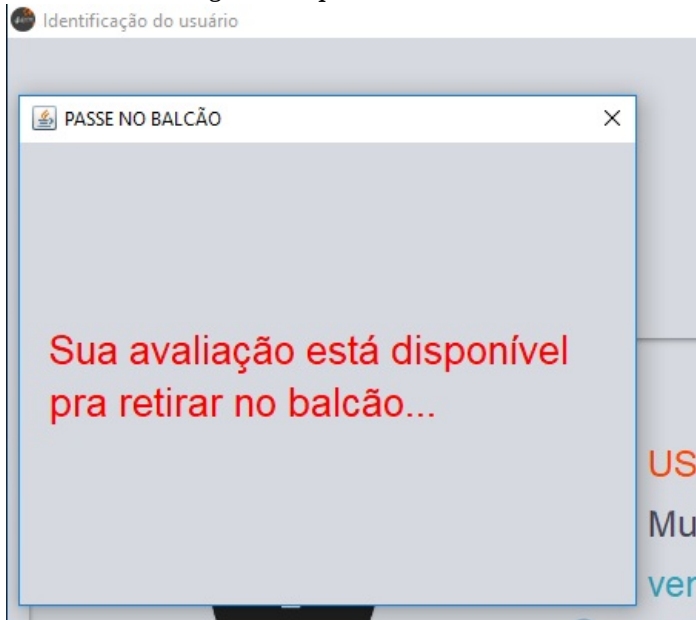 Identificação do usuário
PASSE NO BALCÃO
Sua avaliação está disponível
pra retirar no balcão...
US
Mu
ver